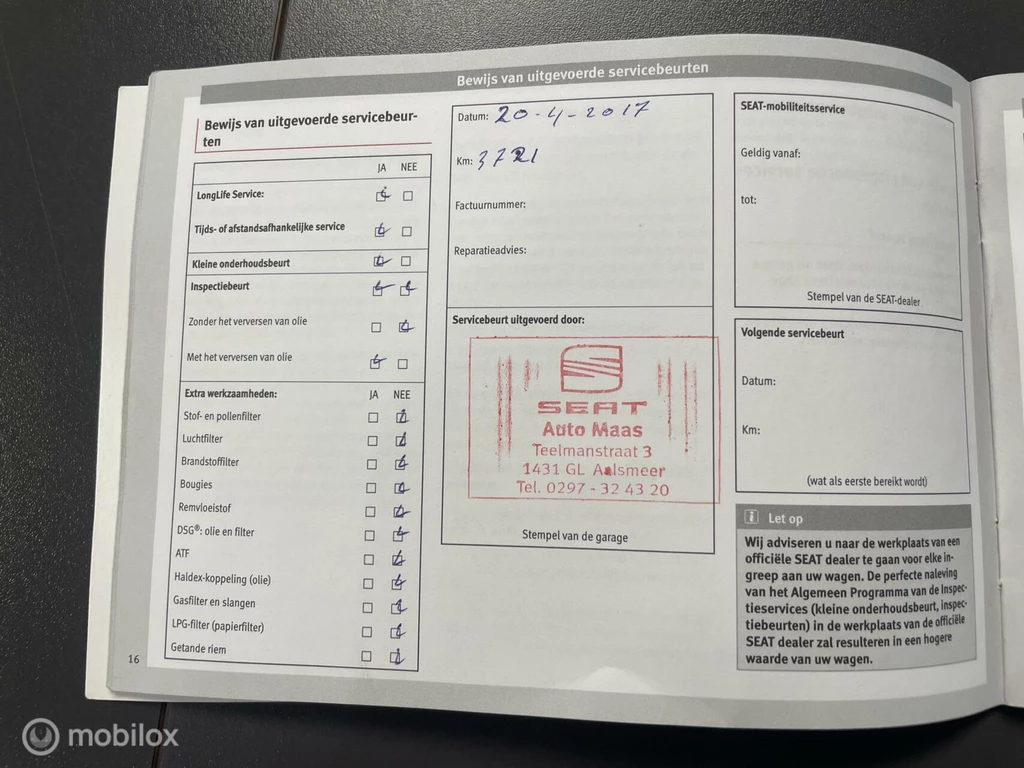 Bewijs van uitgevoerde servicebeurten
Bewijs van uitgevoerde servicebeur-
ten
JA NEE
LongLife Service:
Tijds- of afstandsafhankelijke service
Kleine onderhoudsbeurt
Inspectiebeurt
Zonder het verversen van olie
Met het verversen van olie
Extra werkzaamheden: JA NEE
Stof- en pollenfilter
Luchtfilter
Brandstoffilter
Bougies
Remvloeistof
DSG®: olie en filter
ATF
Haldex-koppeling (olie)
Gasfilter en slangen
LPG-filter (papierfilter)
Getande riem
16
Datum: 20-4-2017
Km: 3721
Factuurnummer:
Reparatieadvies:
Servicebeurt uitgevoerd door:
SEAT
Auto Maas
Teelmanstraat 3
1431 GL Aalsmeer
Tel. 0297 - 32 43 20
Stempel van de garage
SEAT-mobiliteitsservice
Geldig vanaf:
tot:
Stempel van de SEAT-dealer
Volgende servicebeurt
Datum:
Km:
(wat als eerste bereikt wordt)
i Let op
Wij adviseren u naar de werkplaats van een
officiële SEAT dealer te gaan voor elke in-
greep aan uw wagen. De perfecte naleving
van het Algemeen Programma van de Inspec-
tieservices (kleine onderhoudsbeurt, inspec-
tiebeurten) in de werkplaats van de officiële
SEAT dealer zal resulteren in een hogere
waarde van uw wagen.
mobilox